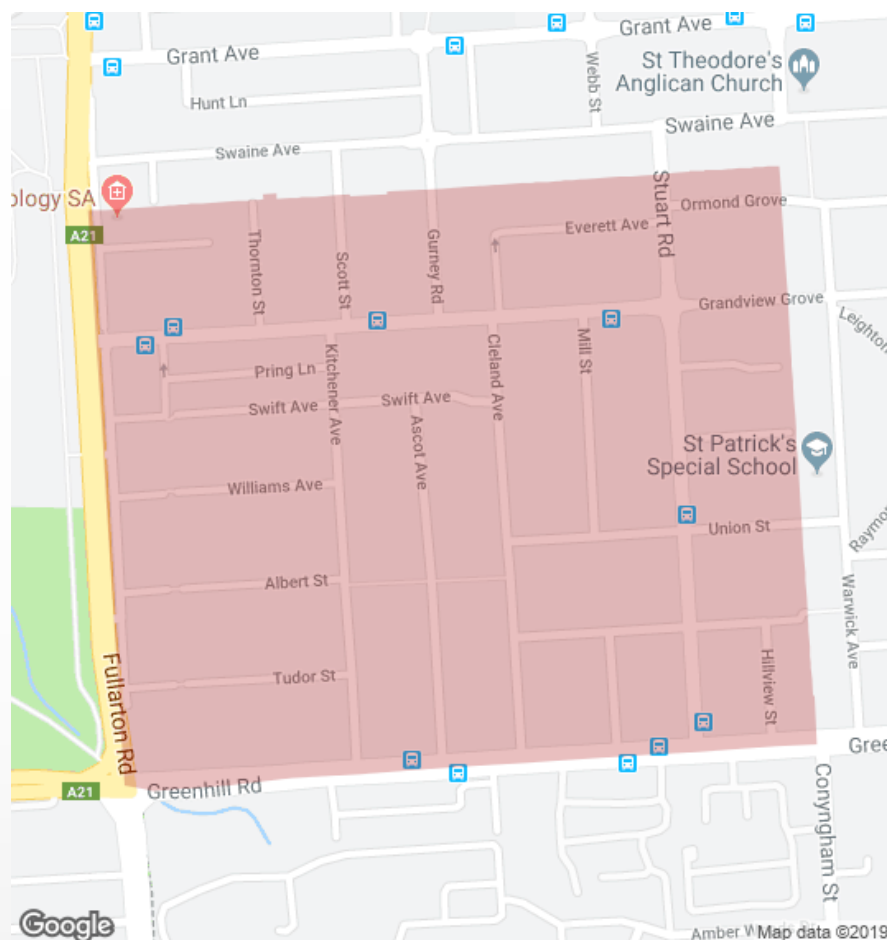 Grant Ave
Grant Ave
St Theodore's
Anglican Church
Webb St
Hunt Ln
Swaine Ave
Swaine Ave
ology SA
Stuart Rd
Ormond Grove
A21
Thornton St
Scott St
Gurney Rd
Everett Ave
Grandview Grove
Leighton
Kitchener Ave
Cleland Ave
Mill St
Pring Ln
Swift Ave
Swift Ave
Ascot Ave
St Patrick's
Special School
Williams Ave
Union St
Raymo
Albert St
Warwick Ave
Fullarton Rd
Tudor St
Hillview St
Gree
A21
Greenhill Rd
Conyngham St
Google
Amber W
Map data ©2019